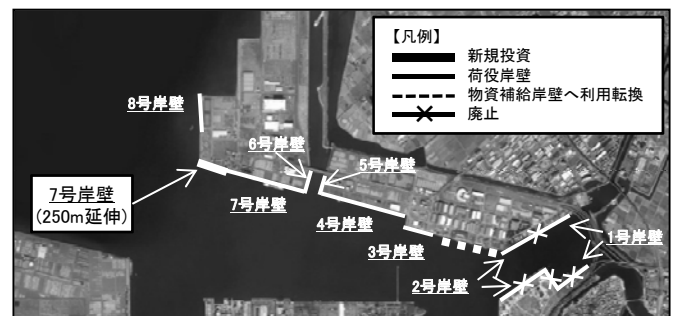 【凡例】
新規投資
荷役岸壁
物資補給岸壁へ利用転換
廃止
8号岸壁
6号岸壁
5号岸壁
7号岸壁
(250m延伸)
7号岸壁
4号岸壁
3号岸壁
1号岸壁
2号岸壁